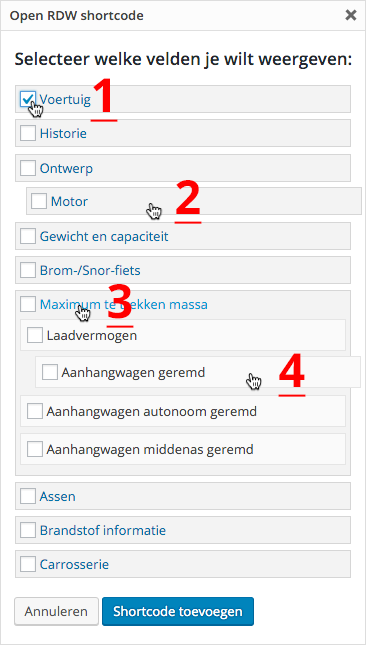 Open RDW shortcode ×
Selecteer welke velden je wilt weergeven:
Voertuig 1
Historie
Ontwerp
Motor 2
Gewicht en capaciteit
Brom-/Snor-fiets
Maximum te trekken massa 3
Laadvermogen
Aanhangwagen geremd 4
Aanhangwagen autonoom geremd
Aanhangwagen middenas geremd
Assen
Brandstof informatie
Carrosserie
Annuleren Shortcode toevoegen